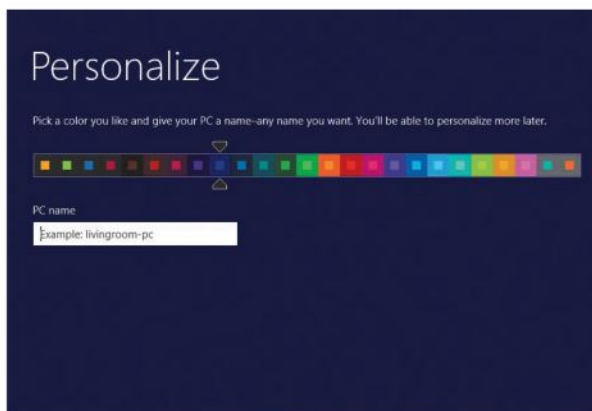 Personalize
Pick a color you like and give your PC a name–any name you want. You'll be able to personalize more later.
PC name
Example: livingroom-pc